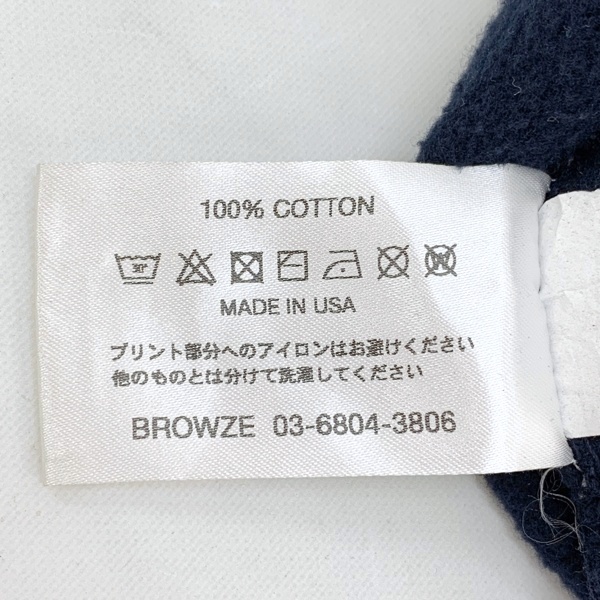 100% COTTON
30°
W
MADE IN USA
プリント部分へのアイロンはお避けください
他のものとは分けて洗濯してください
BROWZE 03-6804-3806